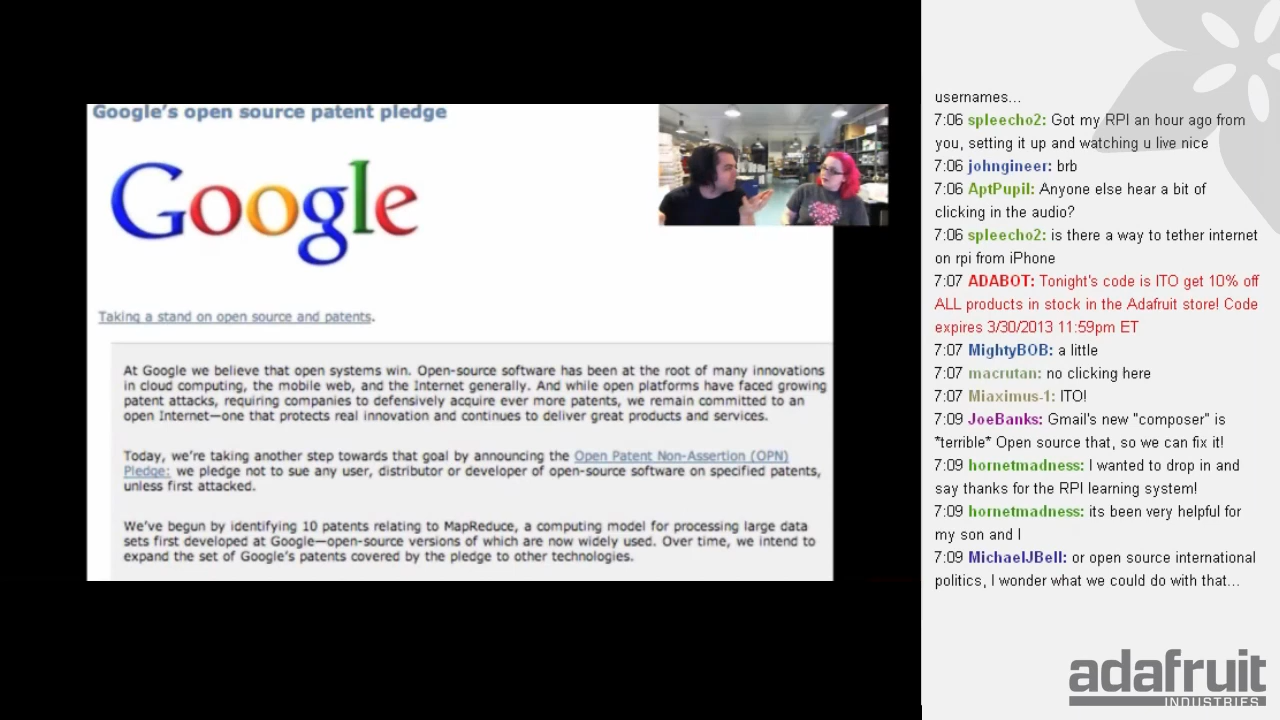 Google's open source patent pledge
Google
Taking a stand on open source and patents.
At Google we believe that open systems win. Open-source software has been at the root of many innovations
in cloud computing, the mobile web, and the Internet generally. And while open platforms have faced growing
patent attacks, requiring companies to defensively acquire ever more patents, we remain committed to an
open Internet—one that protects real innovation and continues to deliver great products and services.
Today, we're taking another step towards that goal by announcing the Open Patent Non-Assertion (OPN)
Pledge: we pledge not to sue any user, distributor or developer of open-source software on specified patents,
unless first attacked.
We've begun by identifying 10 patents relating to MapReduce, a computing model for processing large data
sets first developed at Google—open-source versions of which are now widely used. Over time, we intend to
expand the set of Google's patents covered by the pledge to other technologies.
usernames...
7:06 spleecho2: Got my RPI an hour ago from
you, setting it up and watching u live nice
7:06 johngineer: brb
7:06 AptPupil: Anyone else hear a bit of
clicking in the audio?
7:06 spleecho2: is there a way to tether internet
on rpi from iPhone
7:07 ADABOT: Tonight's code is ITO get 10% off
ALL products in stock in the Adafruit store! Code
expires 3/30/2013 11:59pm ET
7:07 MightyBOB: a little
7:07 macrutan: no clicking here
7:07 Miaximus-1: ITO!
7:09 JoeBanks: Gmail's new "composer" is
*terrible* Open source that, so we can fix it!
7:09 hornetmadness: I wanted to drop in and
say thanks for the RPI learning system!
7:09 hornetmadness: its been very helpful for
my son and I
7:09 MichaelJBell: or open source international
politics, I wonder what we could do with that...
adafruit
INDUSTRIES